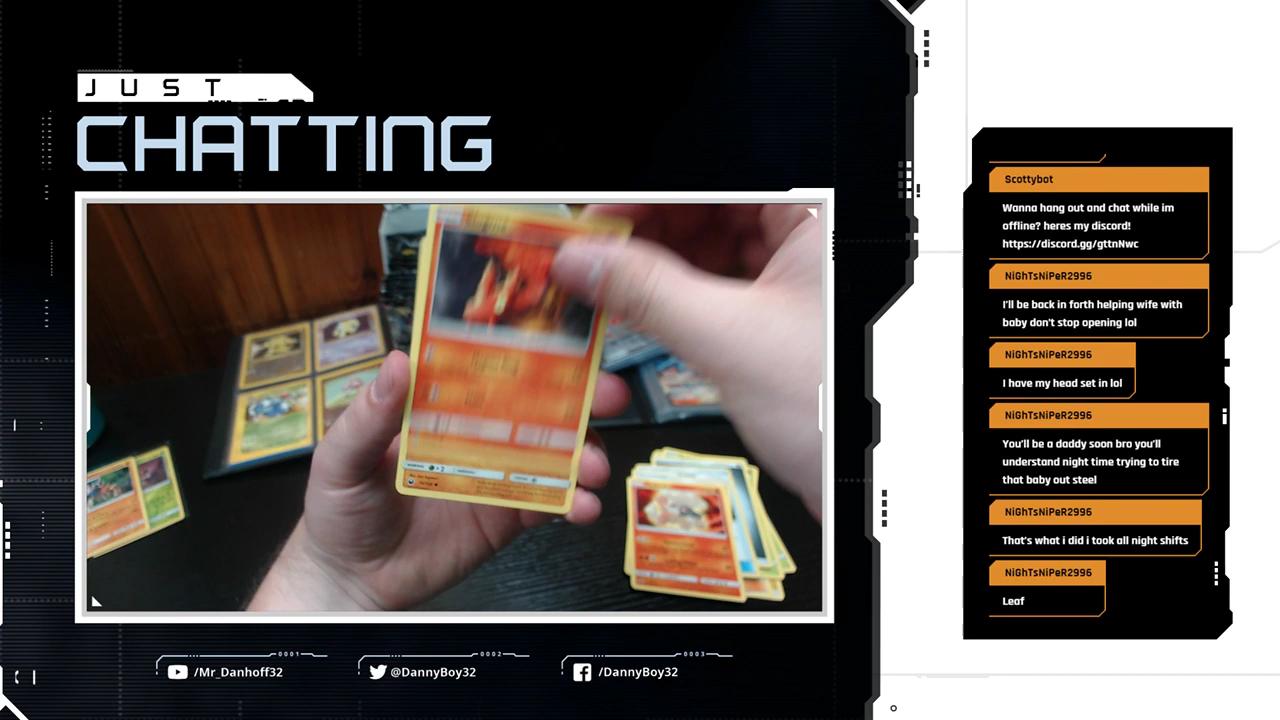 JUST
CHATTING
Scottybot
Wanna hang out and chat while im
offline? heres my discord!
https://discord.gg/gttnNwc
NiGhTsNiPeR2996
I'll be back in forth helping wife with
baby don't stop opening lol
NiGhTsNiPeR2996
I have my head set in lol
NiGhTsNiPeR2996
You'll be a daddy soon bro you'll
understand night time trying to tire
that baby out steel
NiGhTsNiPeR2996
That's what i did i took all night shifts
NiGhTsNiPeR2996
Leaf
0001
/Mr_Danhoff32
0002
@DannyBoy32
0003
/DannyBoy32